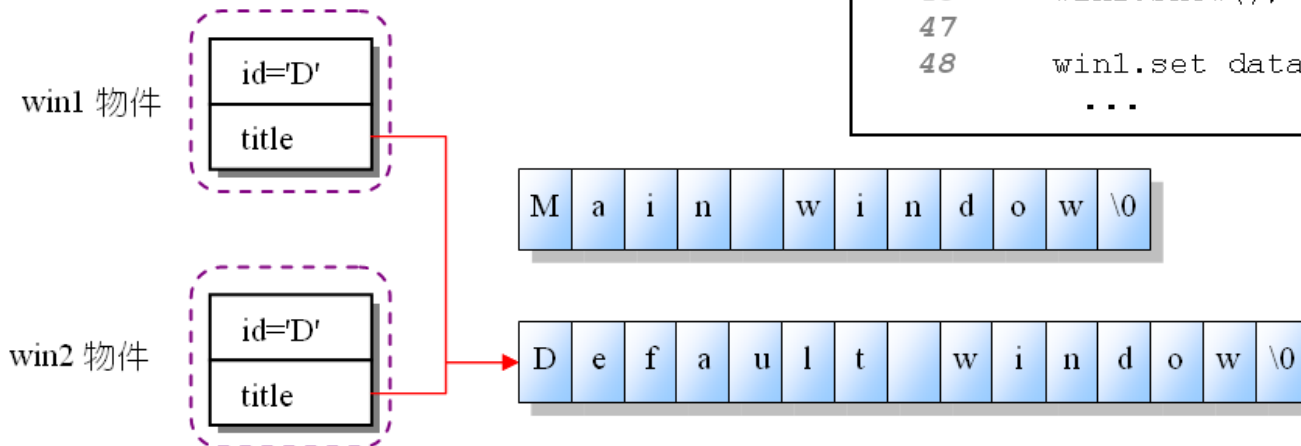 47
48 win1.set data
...
win1 物件
id='D'
title
M a i n w i n d o w \0
win2 物件
id='D'
title
D e f a u l t w i n d o w \0